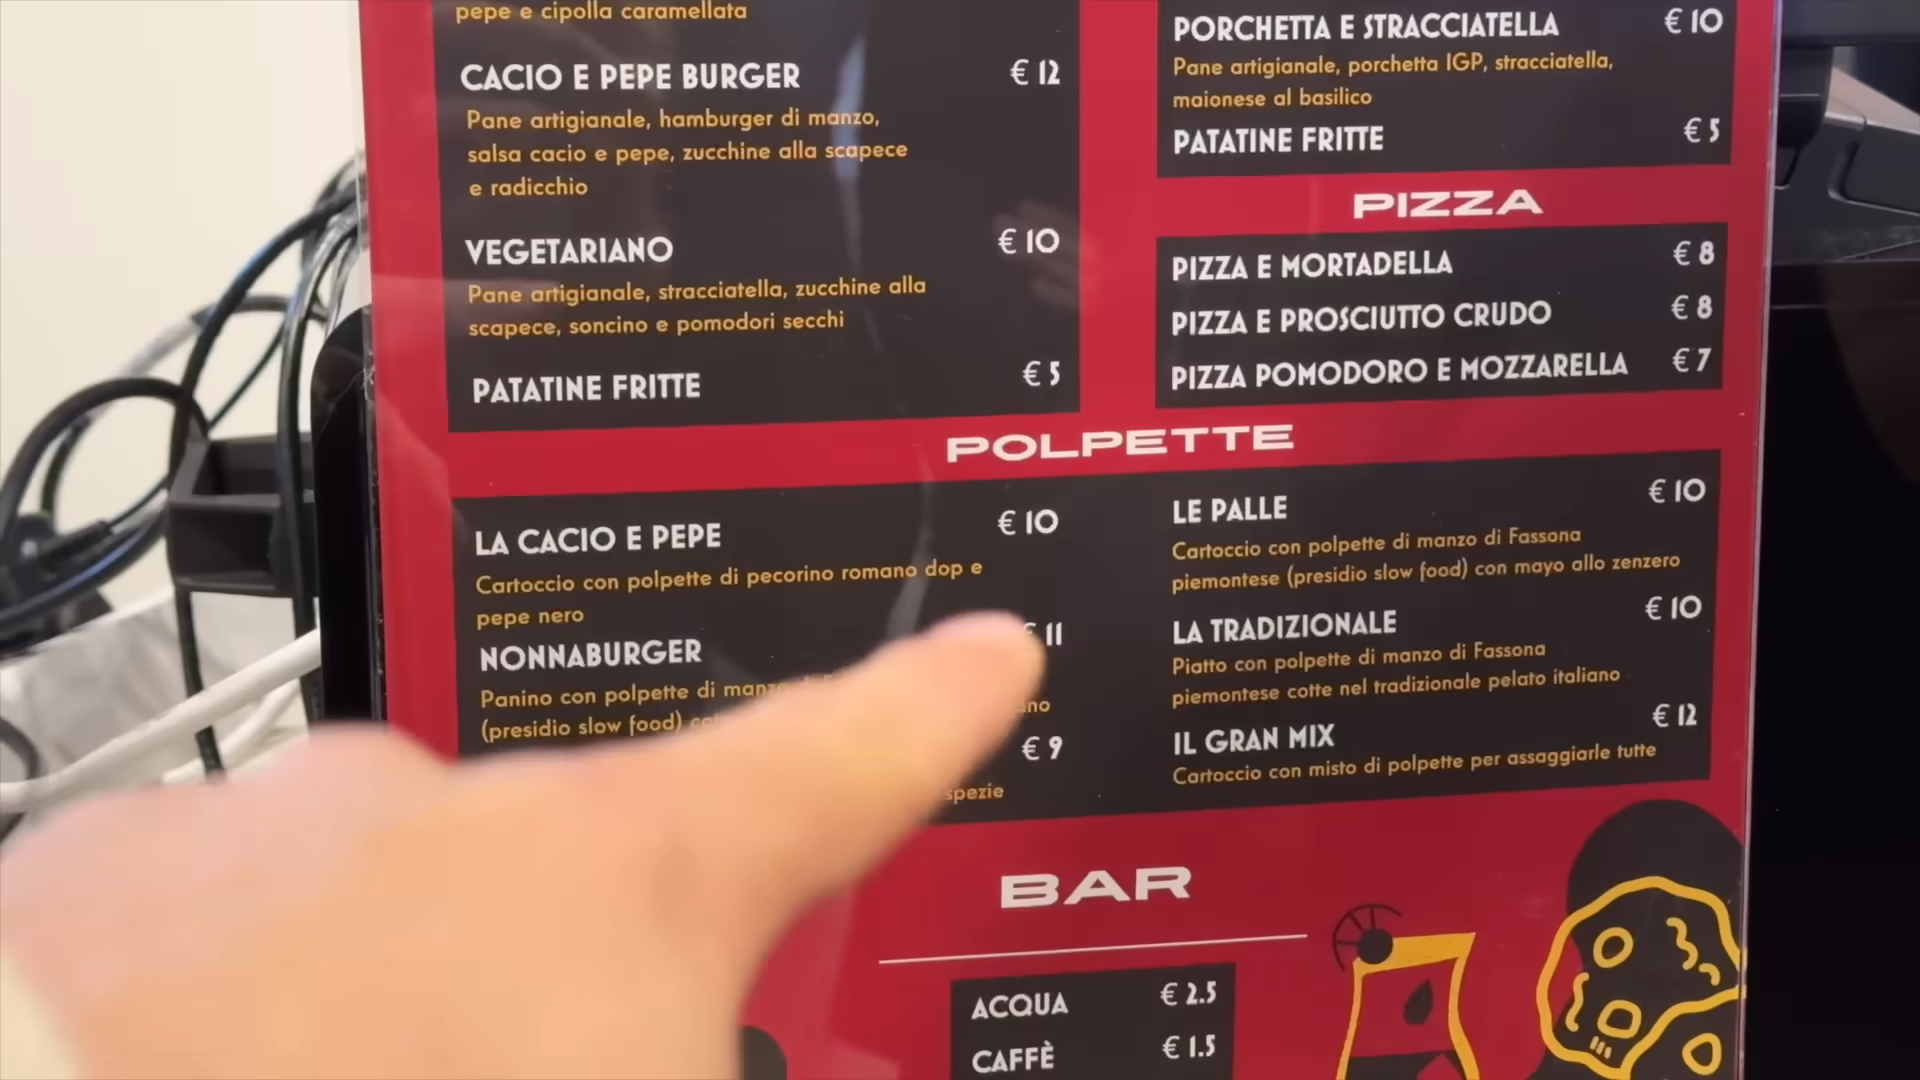 pepe e cipolla caramellata
CACIO E PEPE BURGER € 12
Pane artigianale, hamburger di manzo,
salsa cacio e pepe, zucchine alla scapece
e radicchio
VEGETARIANO € 10
Pane artigianale, stracciatella, zucchine alla
scapece, soncino e pomodori secchi
PATATINE FRITTE € 5
PORCHETTA E STRACCIATELLA € 10
Pane artigianale, porchetta IGP, stracciatella,
maionese al basilico
PATATINE FRITTE € 5
PIZZA
PIZZA E MORTADELLA € 8
PIZZA E PROSCIUTTO CRUDO € 8
PIZZA POMODORO E MOZZARELLA € 7
POLPETTE
LA CACIO E PEPE € 10
Cartoccio con polpette di pecorino romano dop e
pepe nero
NONNABURGER € 11
Panino con polpette di manzo
(presidio slow food)
€ 9
spezie
LE PALLE € 10
Cartoccio con polpette di manzo di Fassona
piemontese (presidio slow food) con mayo allo zenzero
LA TRADIZIONALE € 10
Piatto con polpette di manzo di Fassona
piemontese cotte nel tradizionale pelato italiano
IL GRAN MIX € 12
Cartoccio con misto di polpette per assaggiarle tutte
BAR
ACQUA € 2.5
CAFFÈ € 1.5